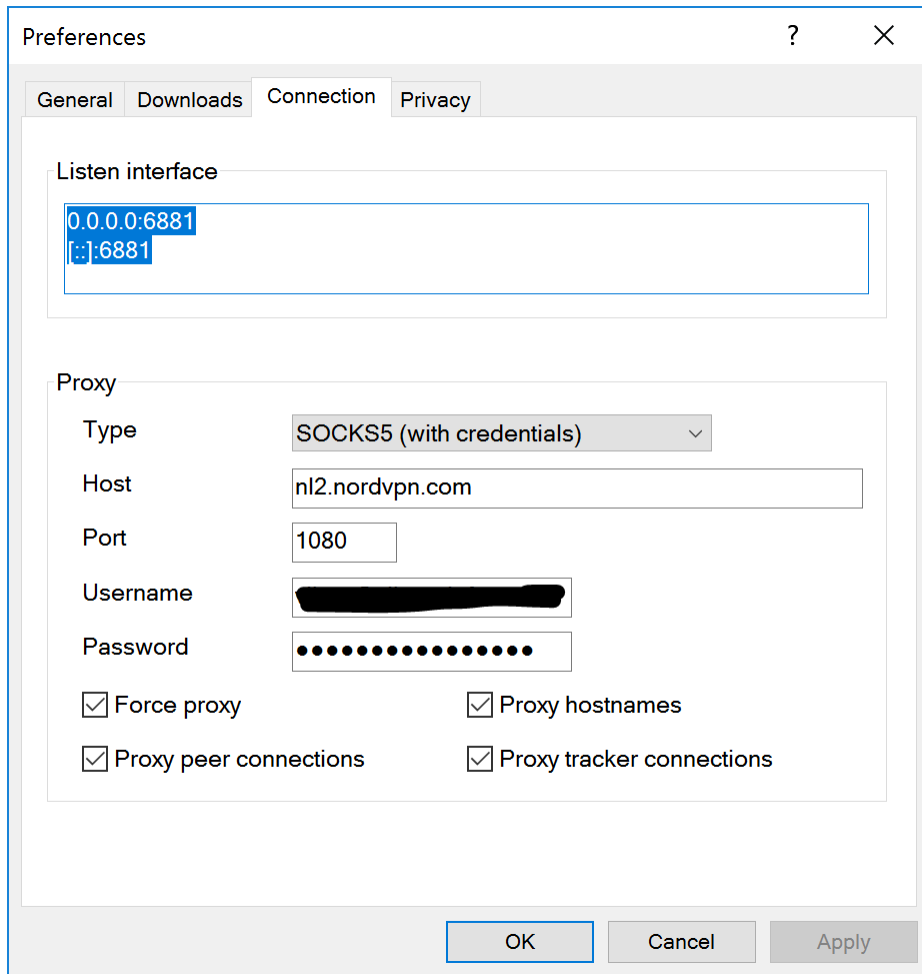 Preferences
?
General Downloads Connection Privacy
Listen interface
0.0.0.0:6881
[::]:6881
Proxy
Type SOCKS5 (with credentials)
Host nl2.nordvpn.com
Port 1080
Username
Password ●●●●●●●●●●●●●●●●
Force proxy Proxy hostnames
Proxy peer connections Proxy tracker connections
OK Cancel Apply